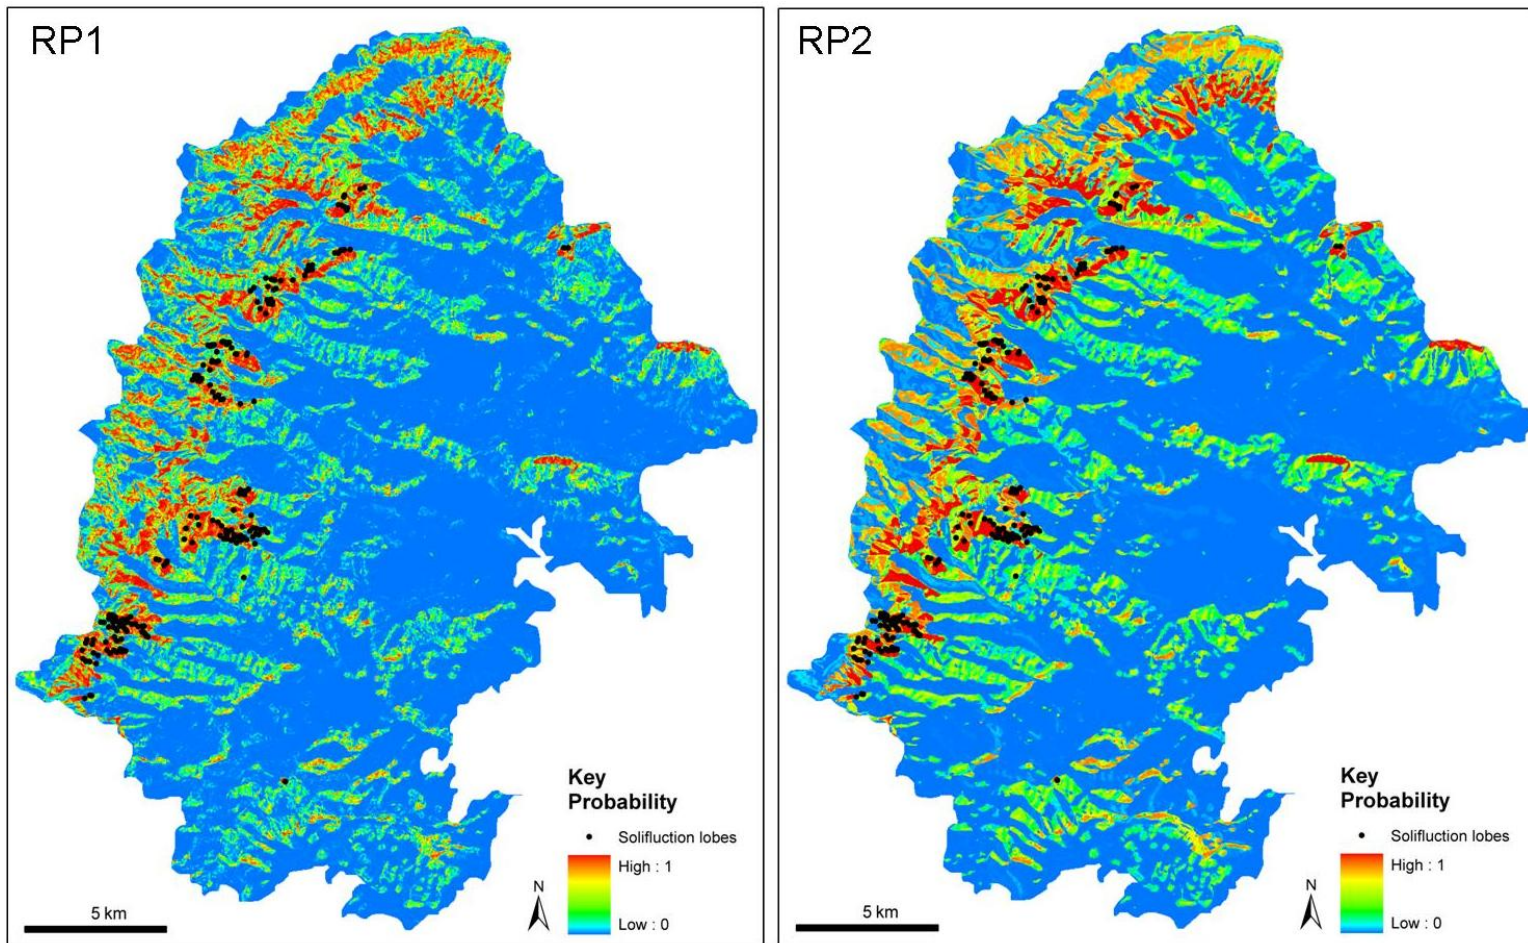 RP1
Key
Probability
Solifluction lobes
High : 1
Low : 0
N
5 km
RP2
Key
Probability
Solifluction lobes
High : 1
Low : 0
N
5 km